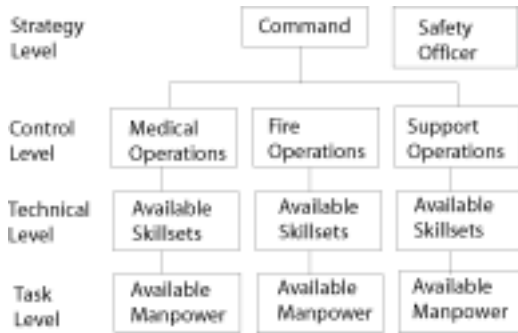 Strategy
Level
Command
Safety
Officer
Control
Level
Medical
Operations
Fire
Operations
Support
Operations
Technical
Level
Available
Skillsets
Available
Skillsets
Available
Skillsets
Task
Level
Available
Manpower
Available
Manpower
Available
Manpower